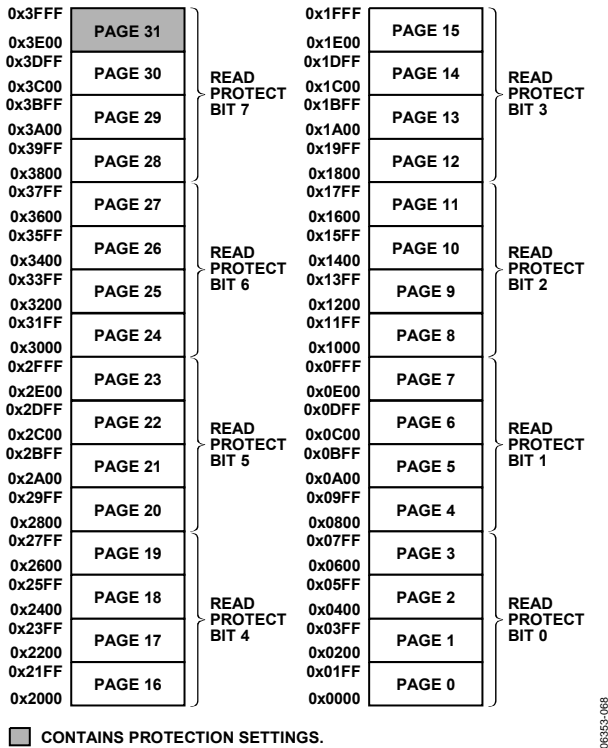 0x3FFF
PAGE 31
0x3E00
0x3DFF
PAGE 30
0x3C00
0x3BFF
PAGE 29
0x3A00
0x39FF
PAGE 28
0x3800
READ
PROTECT
BIT 7
0x37FF
PAGE 27
0x3600
0x35FF
PAGE 26
0x3400
0x33FF
PAGE 25
0x3200
0x31FF
PAGE 24
0x3000
READ
PROTECT
BIT 6
0x2FFF
PAGE 23
0x2E00
0x2DFF
PAGE 22
0x2C00
0x2BFF
PAGE 21
0x2A00
0x29FF
PAGE 20
0x2800
READ
PROTECT
BIT 5
0x27FF
PAGE 19
0x2600
0x25FF
PAGE 18
0x2400
0x23FF
PAGE 17
0x2200
0x21FF
PAGE 16
0x2000
READ
PROTECT
BIT 4
0x1FFF
PAGE 15
0x1E00
0x1DFF
PAGE 14
0x1C00
0x1BFF
PAGE 13
0x1A00
0x19FF
PAGE 12
0x1800
READ
PROTECT
BIT 3
0x17FF
PAGE 11
0x1600
0x15FF
PAGE 10
0x1400
0x13FF
PAGE 9
0x1200
0x11FF
PAGE 8
0x1000
READ
PROTECT
BIT 2
0x0FFF
PAGE 7
0x0E00
0x0DFF
PAGE 6
0x0C00
0x0BFF
PAGE 5
0x0A00
0x09FF
PAGE 4
0x0800
READ
PROTECT
BIT 1
0x07FF
PAGE 3
0x0600
0x05FF
PAGE 2
0x0400
0x03FF
PAGE 1
0x0200
0x01FF
PAGE 0
0x0000
READ
PROTECT
BIT 0
CONTAINS PROTECTION SETTINGS.
06353-068